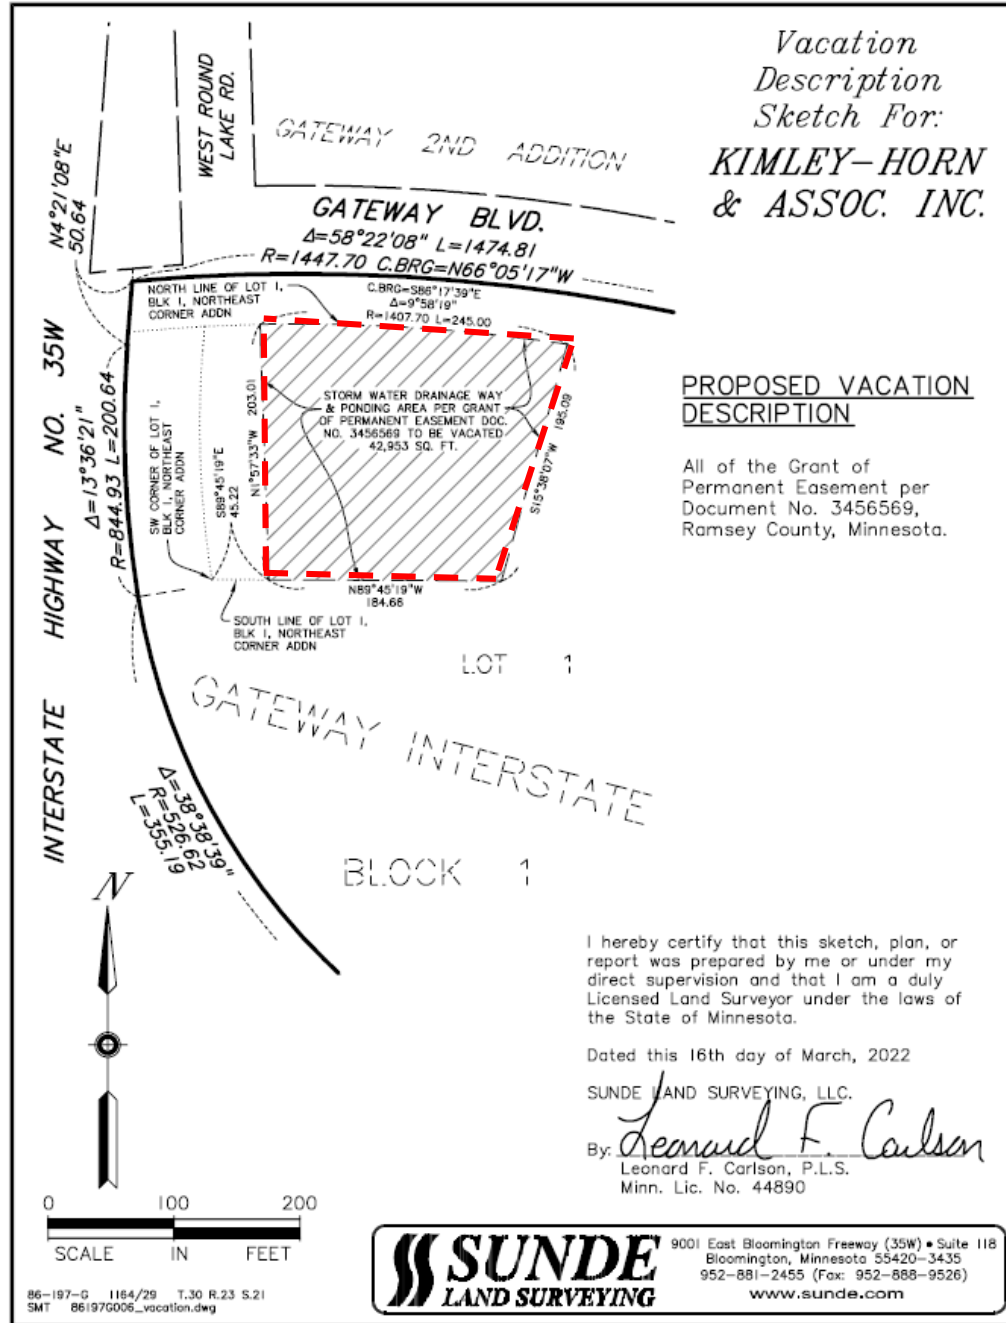 Vacation
Description
Sketch For:
KIMLEY-HORN
& ASSOC. INC.
WEST ROUND
LAKE RD.
GATEWAY 2ND ADDITION
N4°21'08"E
50.64
GATEWAY BLVD.
Δ=58°22'08" L=1474.81
R=1447.70 C.BRG=N66°05'17"W
NORTH LINE OF LOT 1,
BLK 1, NORTHEAST
CORNER ADDN
C.BRG=S86°17'39"E
Δ=9°58'19"
R=1407.70 L=245.00
INTERSTATE HIGHWAY NO. 35W
Δ=13°36'21"
R=844.93 L=200.64
SW CORNER OF LOT 1,
BLK 1, NORTHEAST
CORNER ADDN
S89°45'19"E
45.22
N1°57'33"W 203.01
STORM WATER DRAINAGE WAY
& PONDING AREA PER GRANT
OF PERMANENT EASEMENT DOC.
NO. 3456569 TO BE VACATED
42,953 SQ. FT.
S15°38'07"W 195.09
N89°45'19"W
184.66
SOUTH LINE OF LOT 1,
BLK 1, NORTHEAST
CORNER ADDN
PROPOSED VACATION
DESCRIPTION
All of the Grant of
Permanent Easement per
Document No. 3456569,
Ramsey County, Minnesota.
LOT 1
GATEWAY INTERSTATE
BLOCK 1
Δ=38°38'39"
R=526.62
L=355.19
N
I hereby certify that this sketch, plan, or
report was prepared by me or under my
direct supervision and that I am a duly
Licensed Land Surveyor under the laws of
the State of Minnesota.
Dated this 16th day of March, 2022
SUNDE LAND SURVEYING, LLC.
By: Leonard F. Carlson
Leonard F. Carlson, P.L.S.
Minn. Lic. No. 44890
0 100 200
SCALE IN FEET
86-197-G 1164/29 T.30 R.23 S.21
SMT 86197G006_vacation.dwg
SUNDE
LAND SURVEYING
9001 East Bloomington Freeway (35W) • Suite 118
Bloomington, Minnesota 55420-3435
952-881-2455 (Fax: 952-888-9526)
www.sunde.com